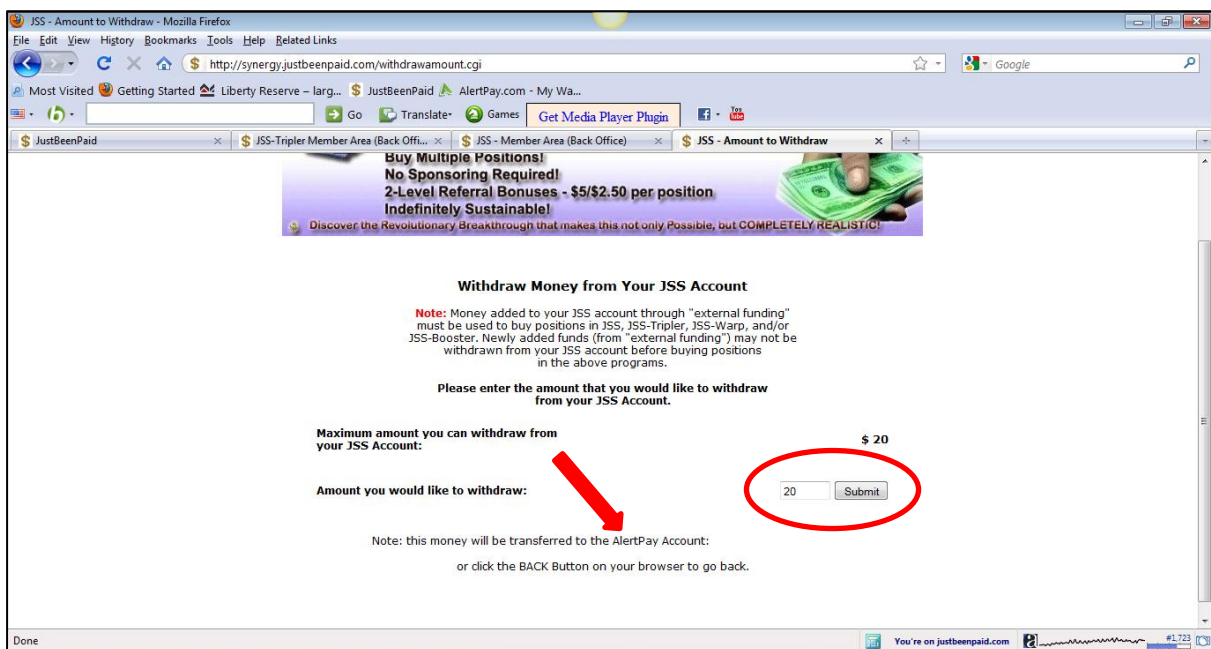 JSS - Amount to Withdraw - Mozilla Firefox
File Edit View History Bookmarks Tools Help Related Links
http://synergy.justbeenpaid.com/withdrawamount.cgi
Google
Most Visited Getting Started Liberty Reserve – larg... JustBeenPaid AlertPay.com - My Wa...
Go Translate Games Get Media Player Plugin You Tube
JustBeenPaid JSS-Tripler Member Area (Back Offi... JSS - Member Area (Back Office) JSS - Amount to Withdraw
Buy Multiple Positions!
No Sponsoring Required!
2-Level Referral Bonuses - $5/$2.50 per position
Indefinitely Sustainable!
Discover the Revolutionary Breakthrough that makes this not only Possible, but COMPLETELY REALISTIC!
Withdraw Money from Your JSS Account
Note: Money added to your JSS account through "external funding"
must be used to buy positions in JSS, JSS-Tripler, JSS-Warp, and/or
JSS-Booster. Newly added funds (from "external funding") may not be
withdrawn from your JSS account before buying positions
in the above programs.
Please enter the amount that you would like to withdraw
from your JSS Account.
Maximum amount you can withdraw from
your JSS Account:
$ 20
Amount you would like to withdraw:
20 Submit
Note: this money will be transferred to the AlertPay Account:
or click the BACK Button on your browser to go back.
Done
You're on justbeenpaid.com
#1,723